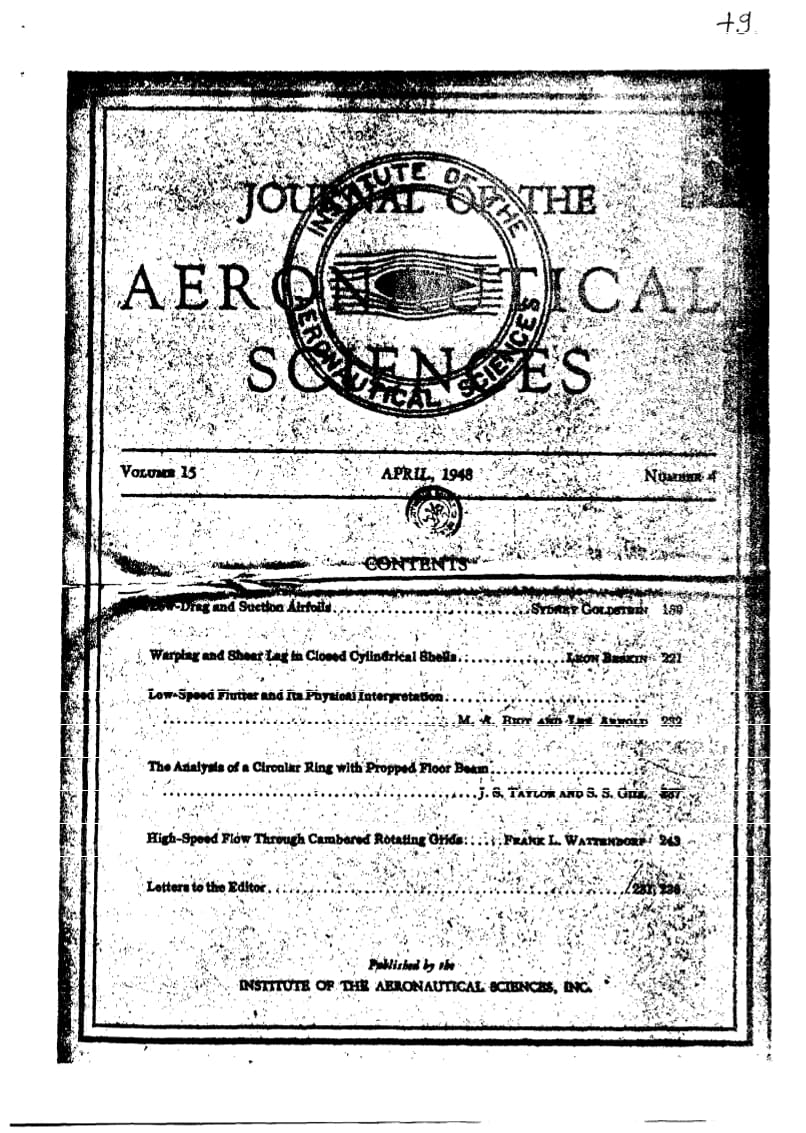 49
JOURNAL OF THE
INSTITUTE OF THE
AERONAUTICAL
AERONAUTICAL SCIENCES
SCIENCES
VOLUME 15 APRIL, 1948 NUMBER 4
CONTENTS
Low-Drag and Suction Airfoils SYDNEY GOLDSTEIN 189
Warping and Shear Lag in Closed Cylindrical Shells LEON BESKIN 221
Low-Speed Flutter and Its Physical Interpretation
M. A. BIOT AND LEE ARNOLD 232
The Analysis of a Circular Ring with Propped Floor Beam
J. S. TAYLOR AND S. S. GILL 237
High-Speed Flow Through Cambered Rotating Grids FRANK L. WATTENDORF 243
Letters to the Editor 231, 236
Published by the
INSTITUTE OF THE AERONAUTICAL SCIENCES, INC.